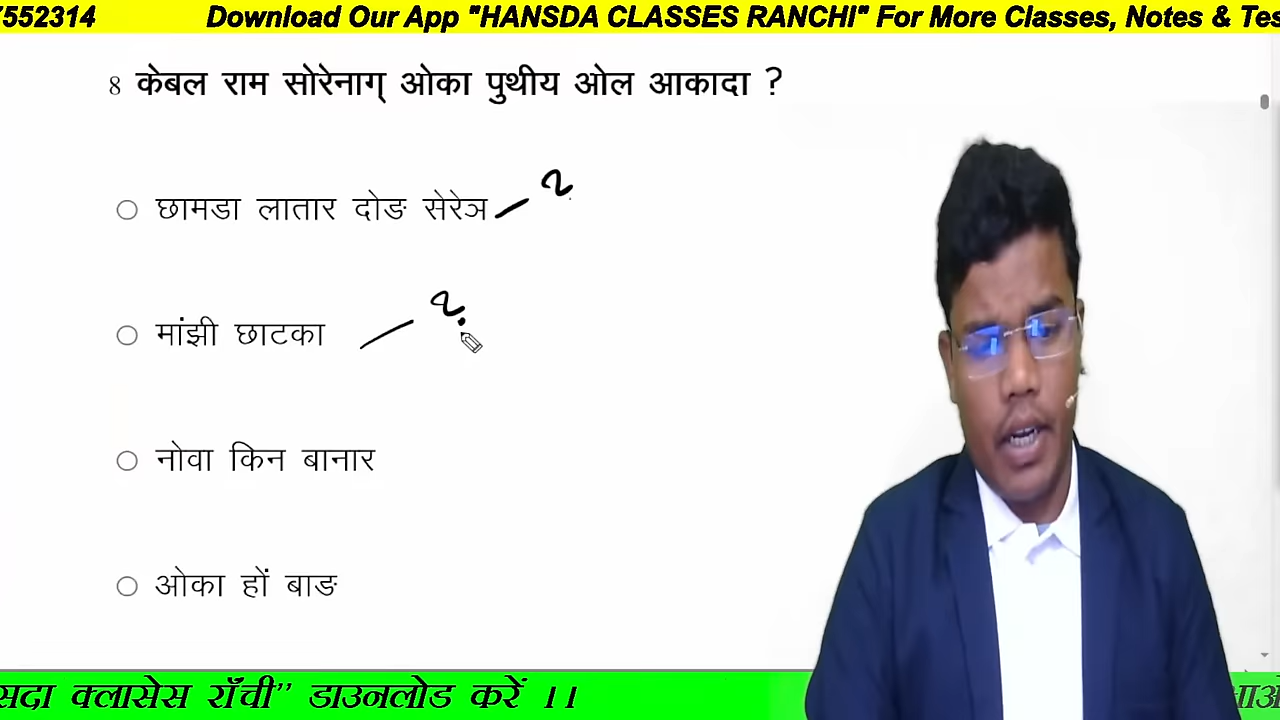 7552314 Download Our App "HANSDA CLASSES RANCHI" For More Classes, Notes & Tes
8 केबल राम सोरेनाग् ओका पुथीय ओल आकादा ?
छामडा लातार दोङ सेरेञ
मांझी छाटका
नोवा किन बानार
ओका हों बाङ
सदा क्लासेस राँची” डाउनलोड करें ।।